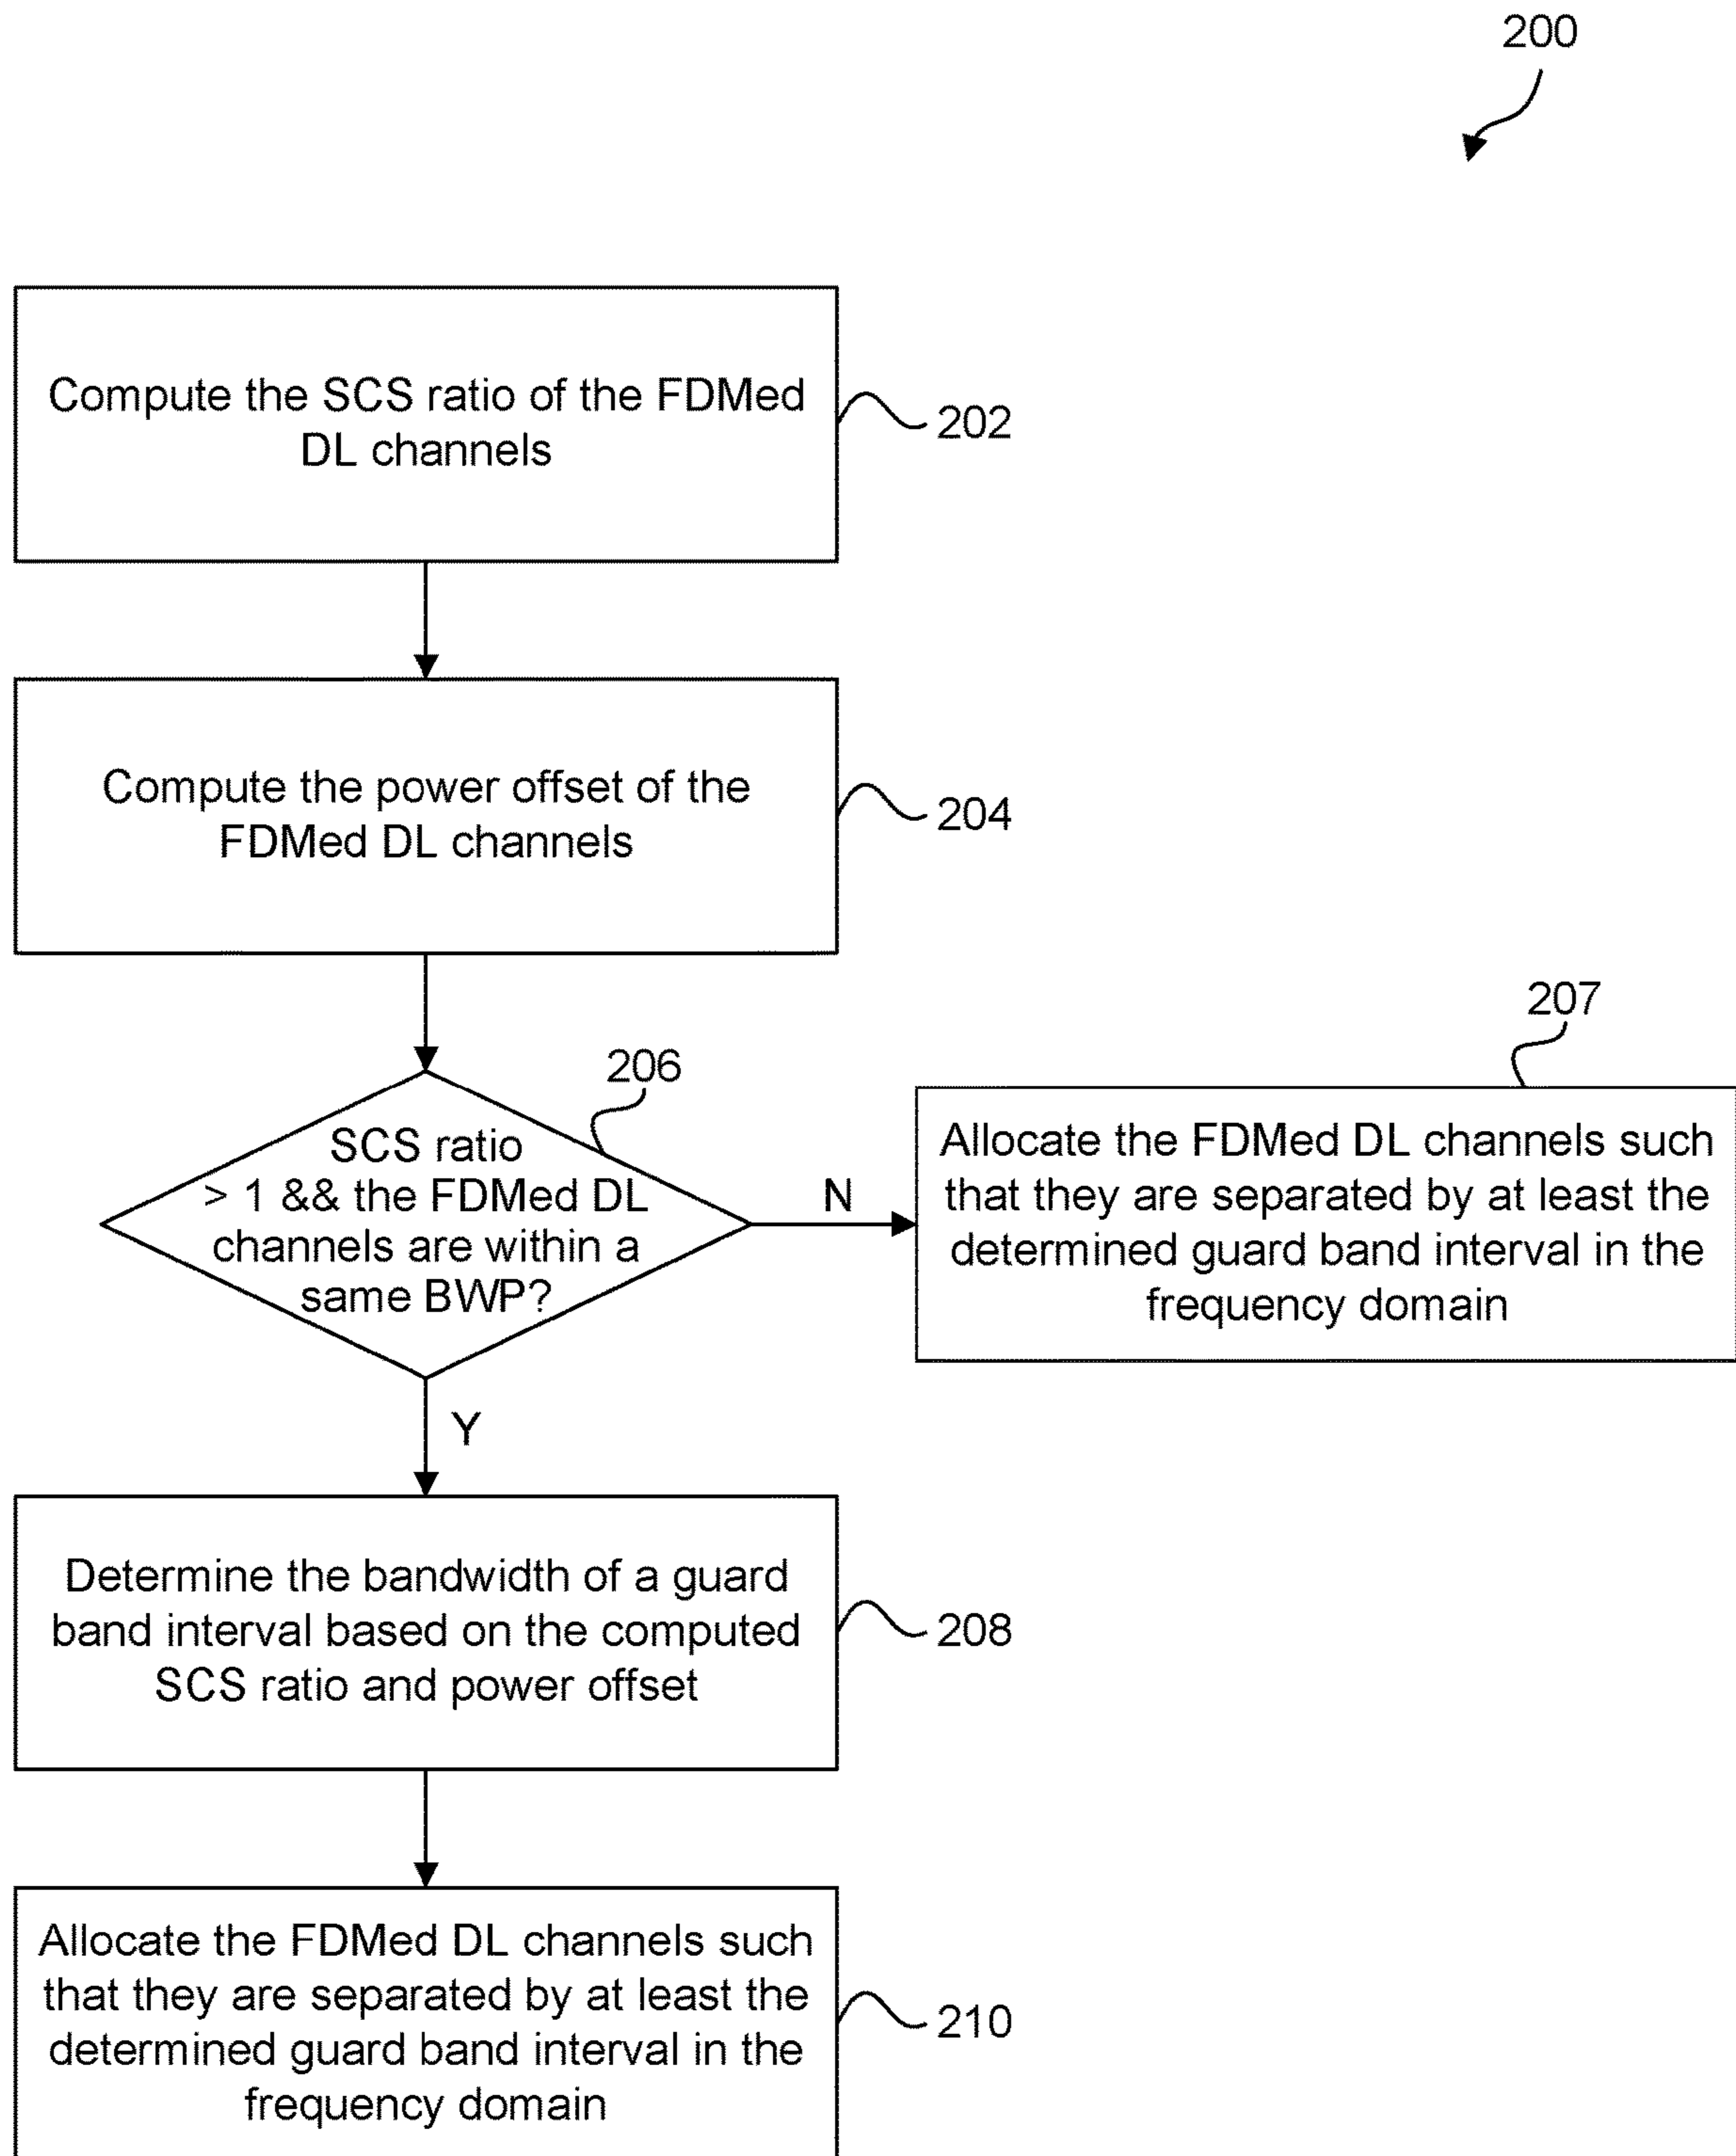 200
Compute the SCS ratio of the FDMed
DL channels
202
Compute the power offset of the
FDMed DL channels
204
206
SCS ratio
> 1 && the FDMed DL
channels are within a
same BWP?
N
207
Allocate the FDMed DL channels such
that they are separated by at least the
determined guard band interval in the
frequency domain
Y
Determine the bandwidth of a guard
band interval based on the computed
SCS ratio and power offset
208
Allocate the FDMed DL channels such
that they are separated by at least the
determined guard band interval in the
frequency domain
210